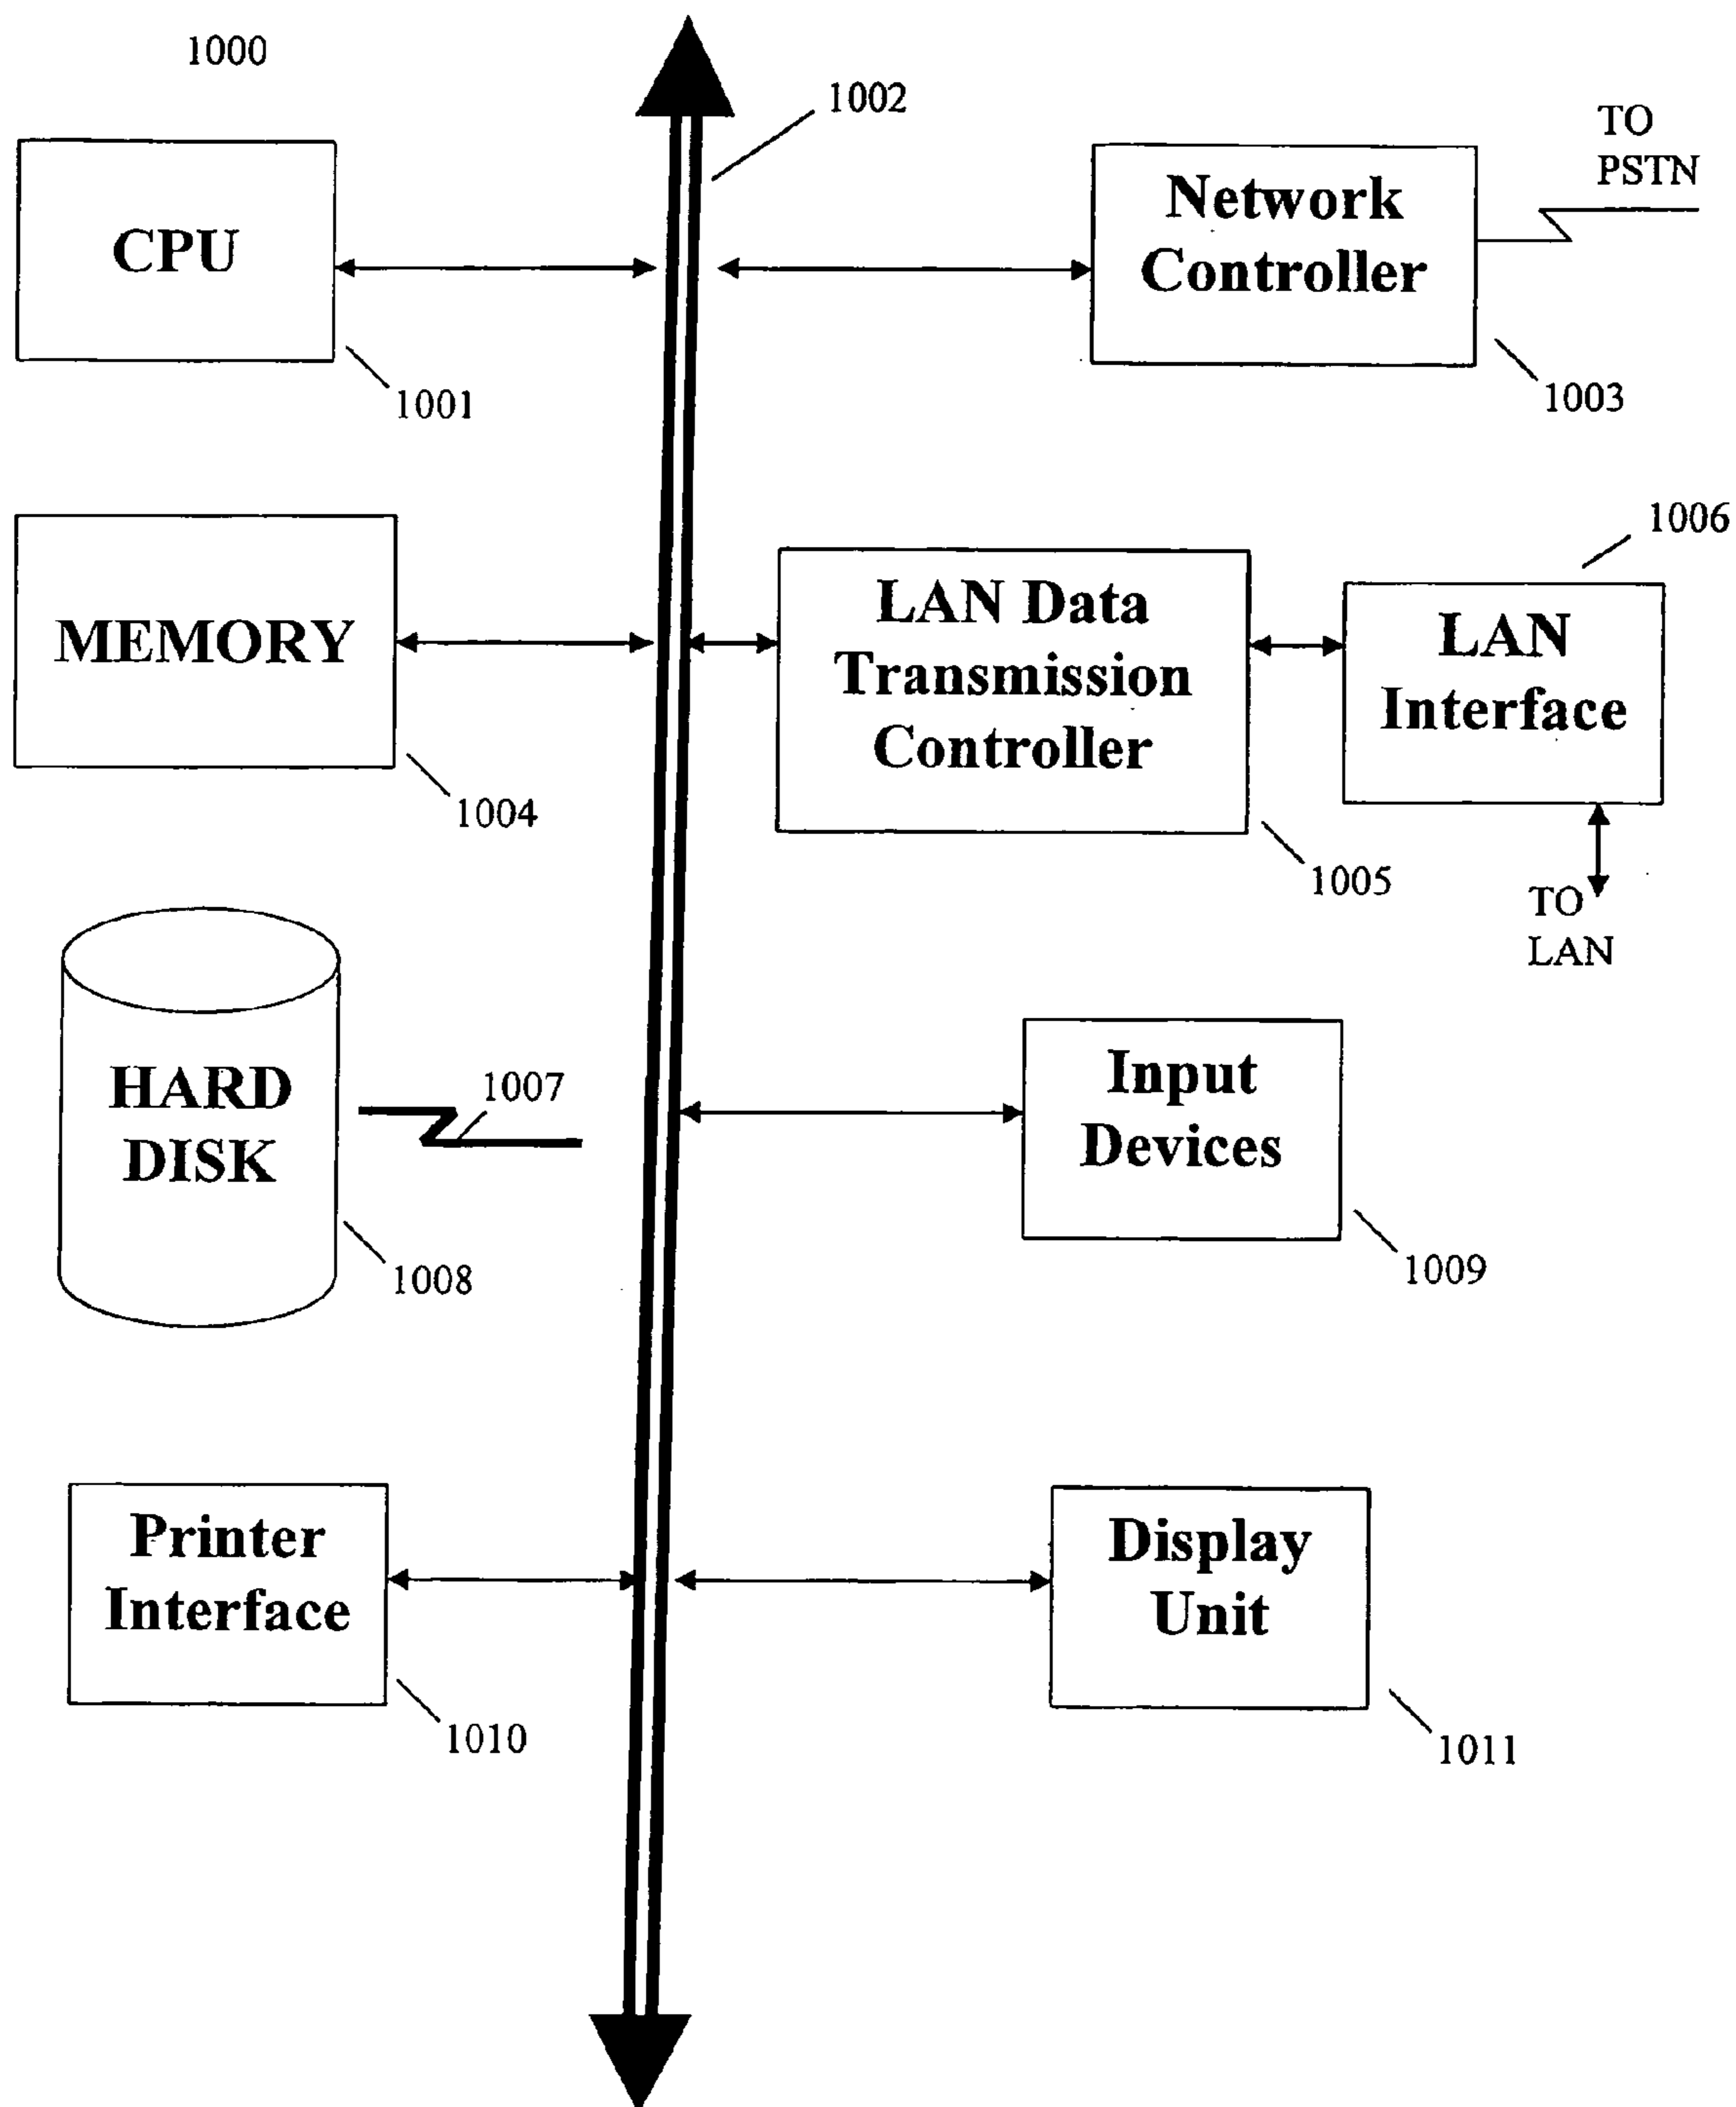 1000
1002
TO
PSTN
CPU
Network
Controller
1001
1003
MEMORY
1004
LAN Data
Transmission
Controller
1005
1006
LAN
Interface
TO
LAN
HARD
DISK
1007
1008
Input
Devices
1009
Printer
Interface
1010
Display
Unit
1011